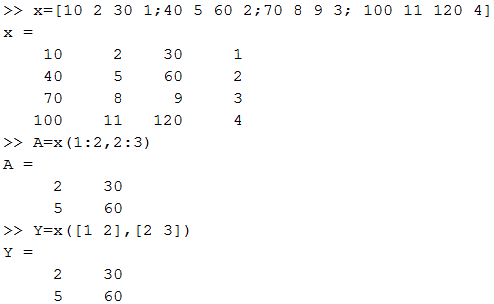 >> x=[10 2 30 1;40 5 60 2;70 8 9 3; 100 11 120 4]
x =
    10     2    30     1
    40     5    60     2
    70     8     9     3
   100    11   120     4
>> A=x(1:2,2:3)
A =
     2    30
     5    60
>> Y=x([1 2],[2 3])
Y =
     2    30
     5    60